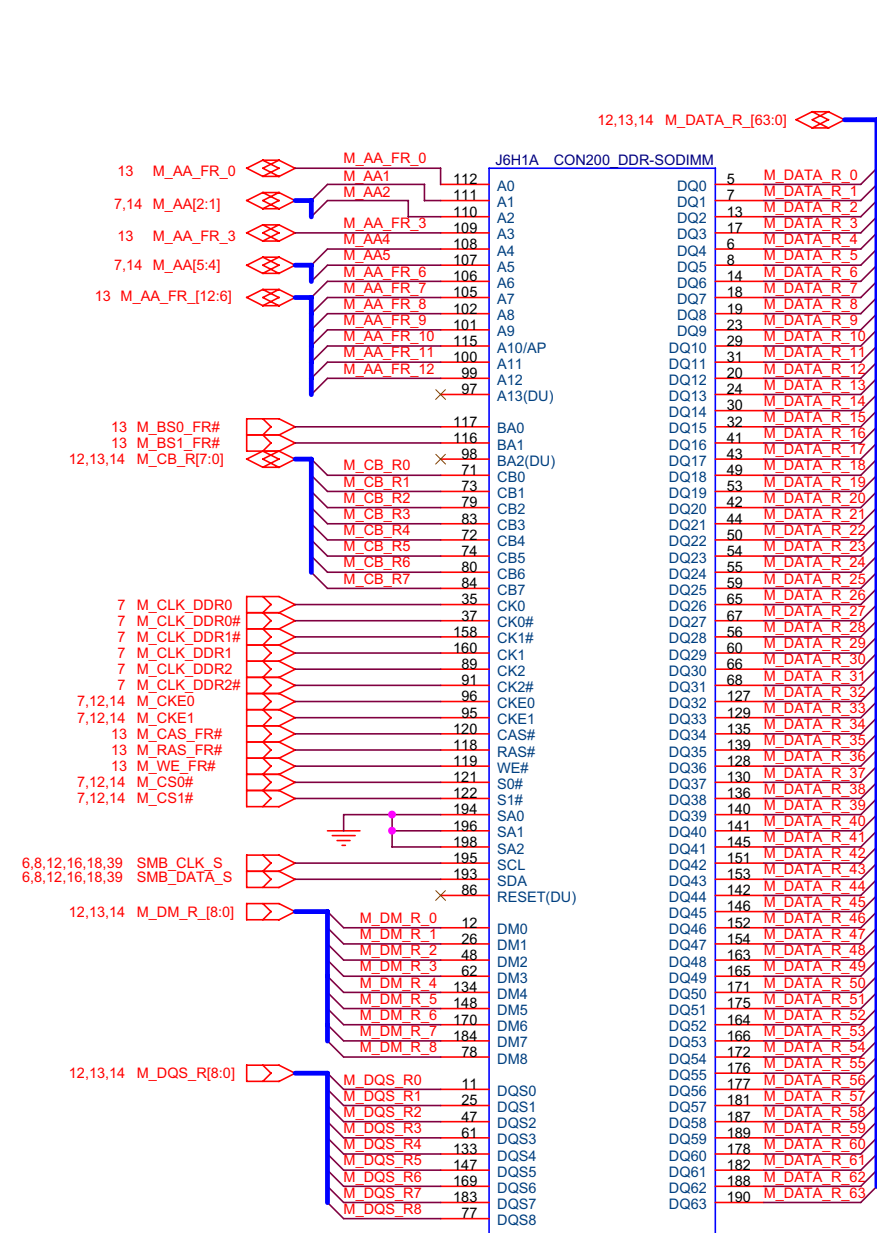 12,13,14 M_DATA_R_[63:0]
J6H1A CON200_DDR-SODIMM
13 M_AA_FR_0 M_AA_FR_0 112 A0
7,14 M_AA[2:1] M_AA1 111 A1
M_AA2 110 A2
13 M_AA_FR_3 M_AA_FR_3 109 A3
7,14 M_AA[5:4] M_AA4 108 A4
M_AA5 107 A5
13 M_AA_FR_[12:6] M_AA_FR_6 106 A6
M_AA_FR_7 105 A7
M_AA_FR_8 102 A8
M_AA_FR_9 101 A9
M_AA_FR_10 115 A10/AP
M_AA_FR_11 100 A11
M_AA_FR_12 99 A12
97 A13(DU)
13 M_BS0_FR# 117 BA0
13 M_BS1_FR# 116 BA1
98 BA2(DU)
12,13,14 M_CB_R[7:0] M_CB_R0 71 CB0
M_CB_R1 73 CB1
M_CB_R2 79 CB2
M_CB_R3 83 CB3
M_CB_R4 72 CB4
M_CB_R5 74 CB5
M_CB_R6 80 CB6
M_CB_R7 84 CB7
7 M_CLK_DDR0 35 CK0
7 M_CLK_DDR0# 37 CK0#
7 M_CLK_DDR1# 158 CK1#
7 M_CLK_DDR1 160 CK1
7 M_CLK_DDR2 89 CK2
7 M_CLK_DDR2# 91 CK2#
7,12,14 M_CKE0 96 CKE0
7,12,14 M_CKE1 95 CKE1
13 M_CAS_FR# 120 CAS#
13 M_RAS_FR# 118 RAS#
13 M_WE_FR# 119 WE#
7,12,14 M_CS0# 121 S0#
7,12,14 M_CS1# 122 S1#
194 SA0
196 SA1
198 SA2
6,8,12,16,18,39 SMB_CLK_S 195 SCL
6,8,12,16,18,39 SMB_DATA_S 193 SDA
86 RESET(DU)
12,13,14 M_DM_R_[8:0] M_DM_R_0 12 DM0
M_DM_R_1 26 DM1
M_DM_R_2 48 DM2
M_DM_R_3 62 DM3
M_DM_R_4 134 DM4
M_DM_R_5 148 DM5
M_DM_R_6 170 DM6
M_DM_R_7 184 DM7
M_DM_R_8 78 DM8
12,13,14 M_DQS_R[8:0] M_DQS_R0 11 DQS0
M_DQS_R1 25 DQS1
M_DQS_R2 47 DQS2
M_DQS_R3 61 DQS3
M_DQS_R4 133 DQS4
M_DQS_R5 147 DQS5
M_DQS_R6 169 DQS6
M_DQS_R7 183 DQS7
M_DQS_R8 77 DQS8
DQ0 5 M_DATA_R_0
DQ1 7 M_DATA_R_1
DQ2 13 M_DATA_R_2
DQ3 17 M_DATA_R_3
DQ4 6 M_DATA_R_4
DQ5 8 M_DATA_R_5
DQ6 14 M_DATA_R_6
DQ7 18 M_DATA_R_7
DQ8 19 M_DATA_R_8
DQ9 23 M_DATA_R_9
DQ10 29 M_DATA_R_10
DQ11 31 M_DATA_R_11
DQ12 20 M_DATA_R_12
DQ13 24 M_DATA_R_13
DQ14 30 M_DATA_R_14
DQ15 32 M_DATA_R_15
DQ16 41 M_DATA_R_16
DQ17 43 M_DATA_R_17
DQ18 49 M_DATA_R_18
DQ19 53 M_DATA_R_19
DQ20 42 M_DATA_R_20
DQ21 44 M_DATA_R_21
DQ22 50 M_DATA_R_22
DQ23 54 M_DATA_R_23
DQ24 55 M_DATA_R_24
DQ25 59 M_DATA_R_25
DQ26 65 M_DATA_R_26
DQ27 67 M_DATA_R_27
DQ28 56 M_DATA_R_28
DQ29 60 M_DATA_R_29
DQ30 66 M_DATA_R_30
DQ31 68 M_DATA_R_31
DQ32 127 M_DATA_R_32
DQ33 129 M_DATA_R_33
DQ34 135 M_DATA_R_34
DQ35 139 M_DATA_R_35
DQ36 128 M_DATA_R_36
DQ37 130 M_DATA_R_37
DQ38 136 M_DATA_R_38
DQ39 140 M_DATA_R_39
DQ40 141 M_DATA_R_40
DQ41 145 M_DATA_R_41
DQ42 151 M_DATA_R_42
DQ43 153 M_DATA_R_43
DQ44 142 M_DATA_R_44
DQ45 146 M_DATA_R_45
DQ46 152 M_DATA_R_46
DQ47 154 M_DATA_R_47
DQ48 163 M_DATA_R_48
DQ49 165 M_DATA_R_49
DQ50 171 M_DATA_R_50
DQ51 175 M_DATA_R_51
DQ52 164 M_DATA_R_52
DQ53 166 M_DATA_R_53
DQ54 172 M_DATA_R_54
DQ55 176 M_DATA_R_55
DQ56 177 M_DATA_R_56
DQ57 181 M_DATA_R_57
DQ58 187 M_DATA_R_58
DQ59 189 M_DATA_R_59
DQ60 178 M_DATA_R_60
DQ61 182 M_DATA_R_61
DQ62 188 M_DATA_R_62
DQ63 190 M_DATA_R_63